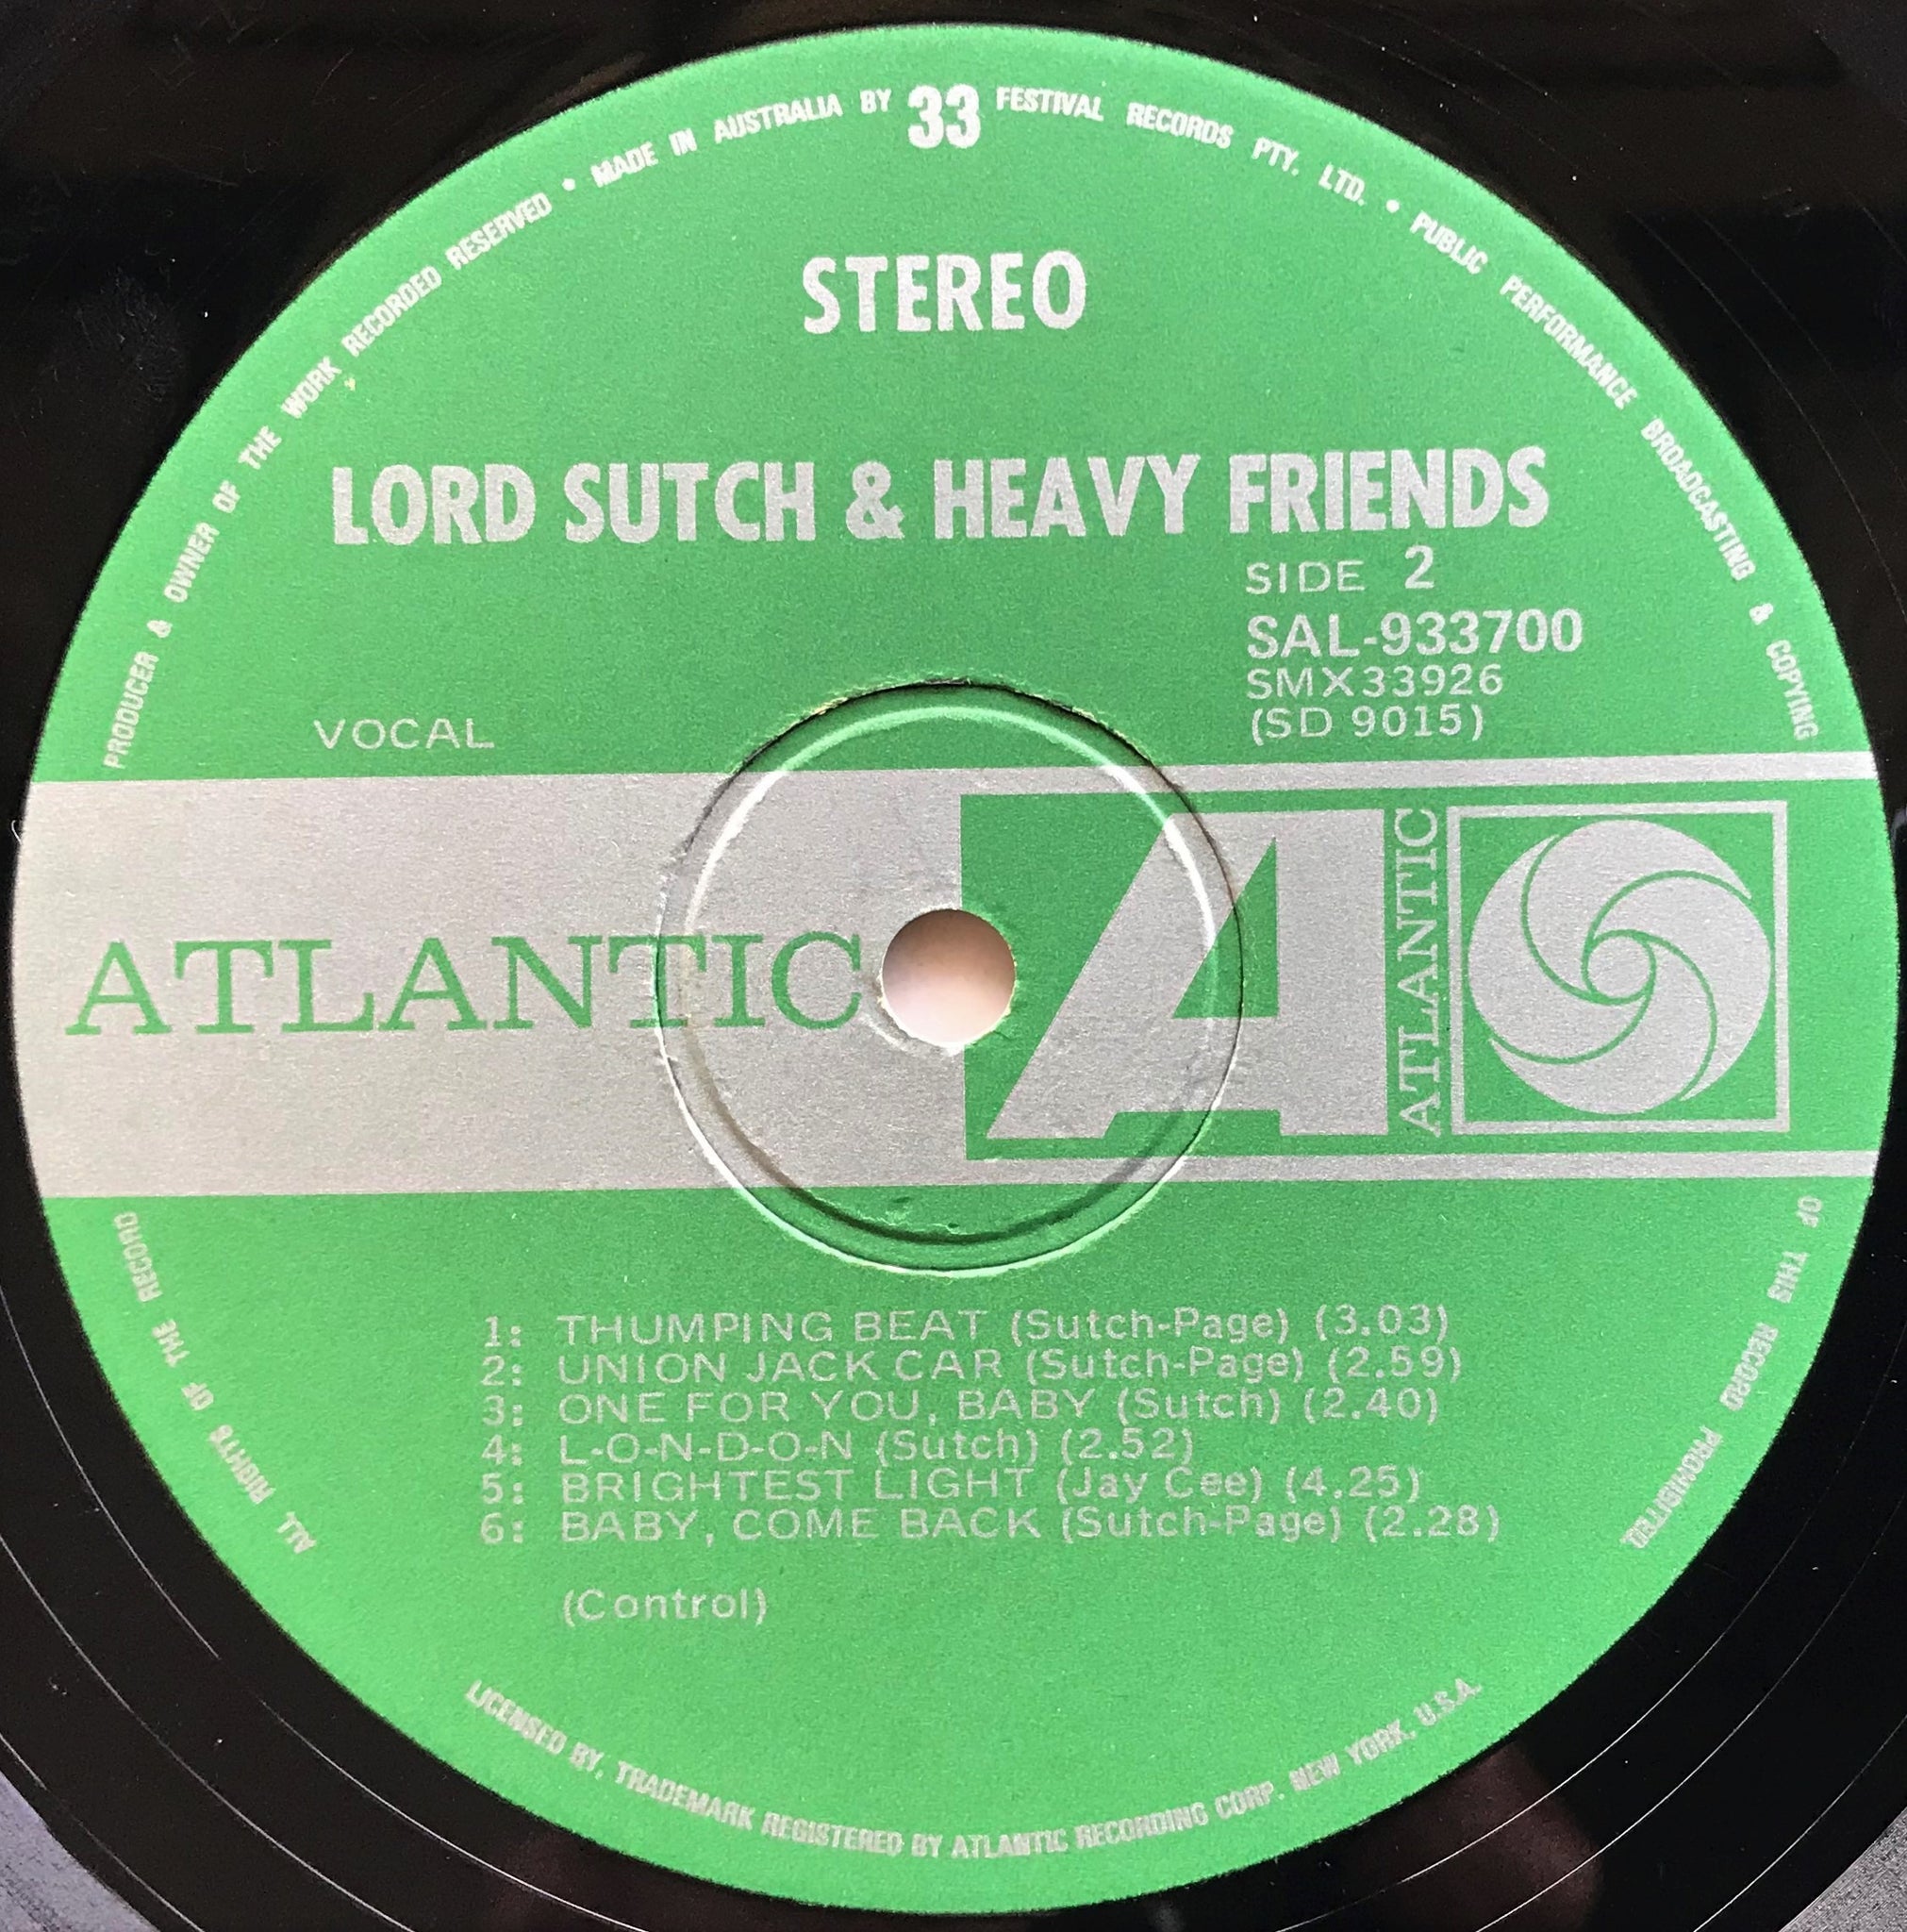 ALL RIGHTS OF THE RECORD PRODUCER & OWNER OF THE WORK RECORDED RESERVED • MADE IN AUSTRALIA BY 33 FESTIVAL RECORDS PTY. LTD. • PUBLIC PERFORMANCE BROADCASTING & COPYING OF THIS RECORD PROHIBITED.
STEREO
LORD SUTCH & HEAVY FRIENDS
SIDE 2
SAL-933700
SMX33926
(SD 9015)
VOCAL
ATLANTIC
A
ATLANTIC
1: THUMPING BEAT (Sutch-Page) (3.03)
2: UNION JACK CAR (Sutch-Page) (2.59)
3: ONE FOR YOU, BABY (Sutch) (2.40)
4: L-O-N-D-O-N (Sutch) (2.52)
5: BRIGHTEST LIGHT (Jay Cee) (4.25)
6: BABY, COME BACK (Sutch-Page) (2.28)
(Control)
LICENSED BY, TRADEMARK REGISTERED BY ATLANTIC RECORDING CORP. NEW YORK, U.S.A.